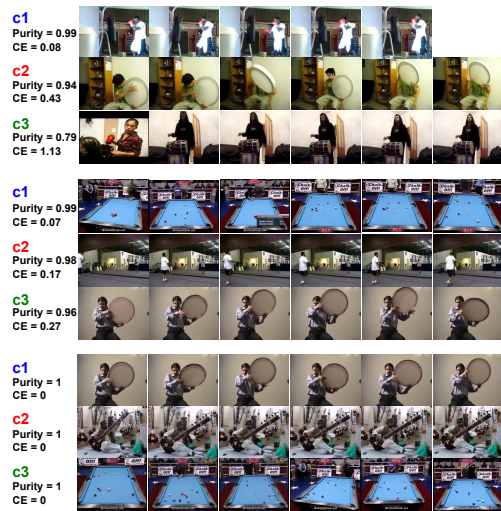 c1
Purity = 0.99
CE = 0.08
c2
Purity = 0.94
CE = 0.43
c3
Purity = 0.79
CE = 1.13
c1
Purity = 0.99
CE = 0.07
c2
Purity = 0.98
CE = 0.17
c3
Purity = 0.96
CE = 0.27
c1
Purity = 1
CE = 0
c2
Purity = 1
CE = 0
c3
Purity = 1
CE = 0